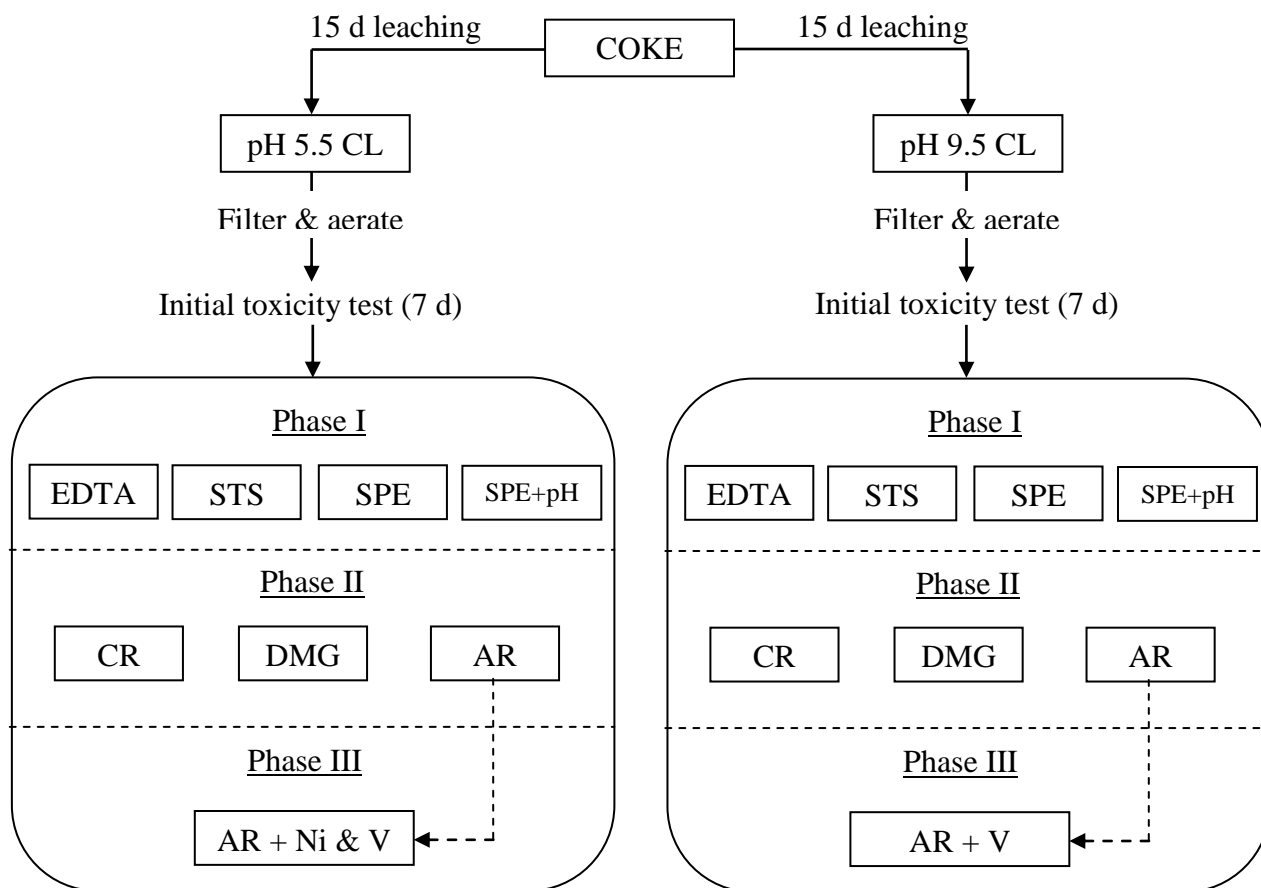 15 d leaching COKE 15 d leaching
pH 5.5 CL pH 9.5 CL
Filter & aerate Filter & aerate
Initial toxicity test (7 d) Initial toxicity test (7 d)
Phase I Phase I
EDTA STS SPE SPE+pH EDTA STS SPE SPE+pH
Phase II Phase II
CR DMG AR CR DMG AR
Phase III Phase III
AR + Ni & V AR + V